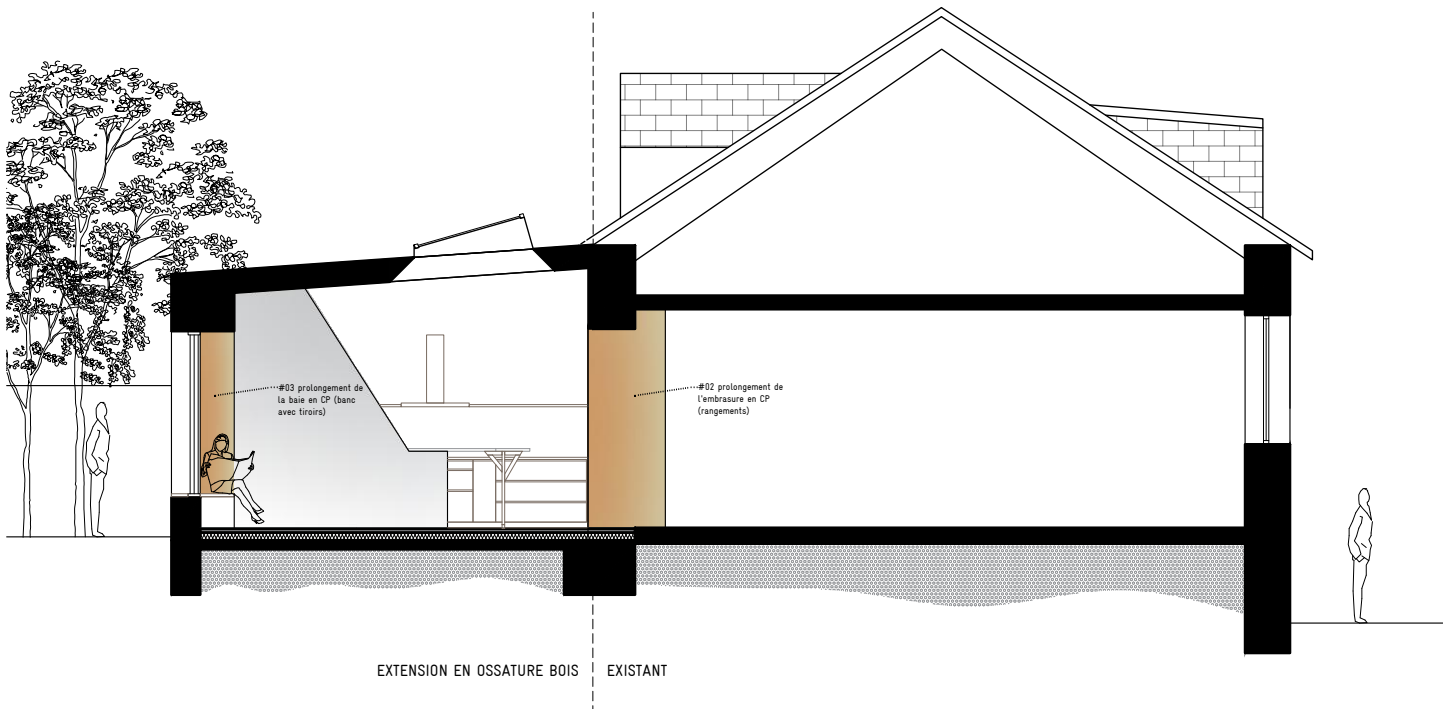 #03 prolongement de
la baie en CP (banc
avec tiroirs)
#02 prolongement de
l'embrasure en CP
(rangements)
EXTENSION EN OSSATURE BOIS
EXISTANT